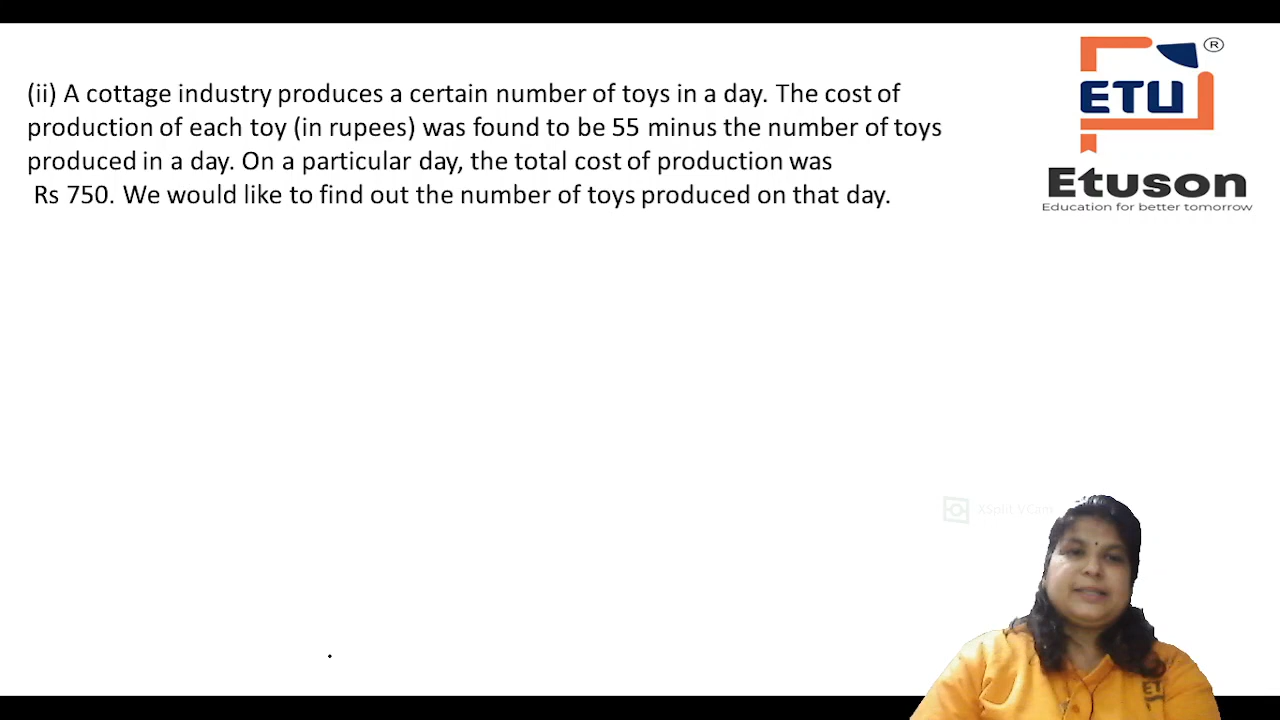 (ii) A cottage industry produces a certain number of toys in a day. The cost of
production of each toy (in rupees) was found to be 55 minus the number of toys
produced in a day. On a particular day, the total cost of production was
Rs 750. We would like to find out the number of toys produced on that day.
®
ETU
Etuson
Education for better tomorrow
XSplit VCam
ETU